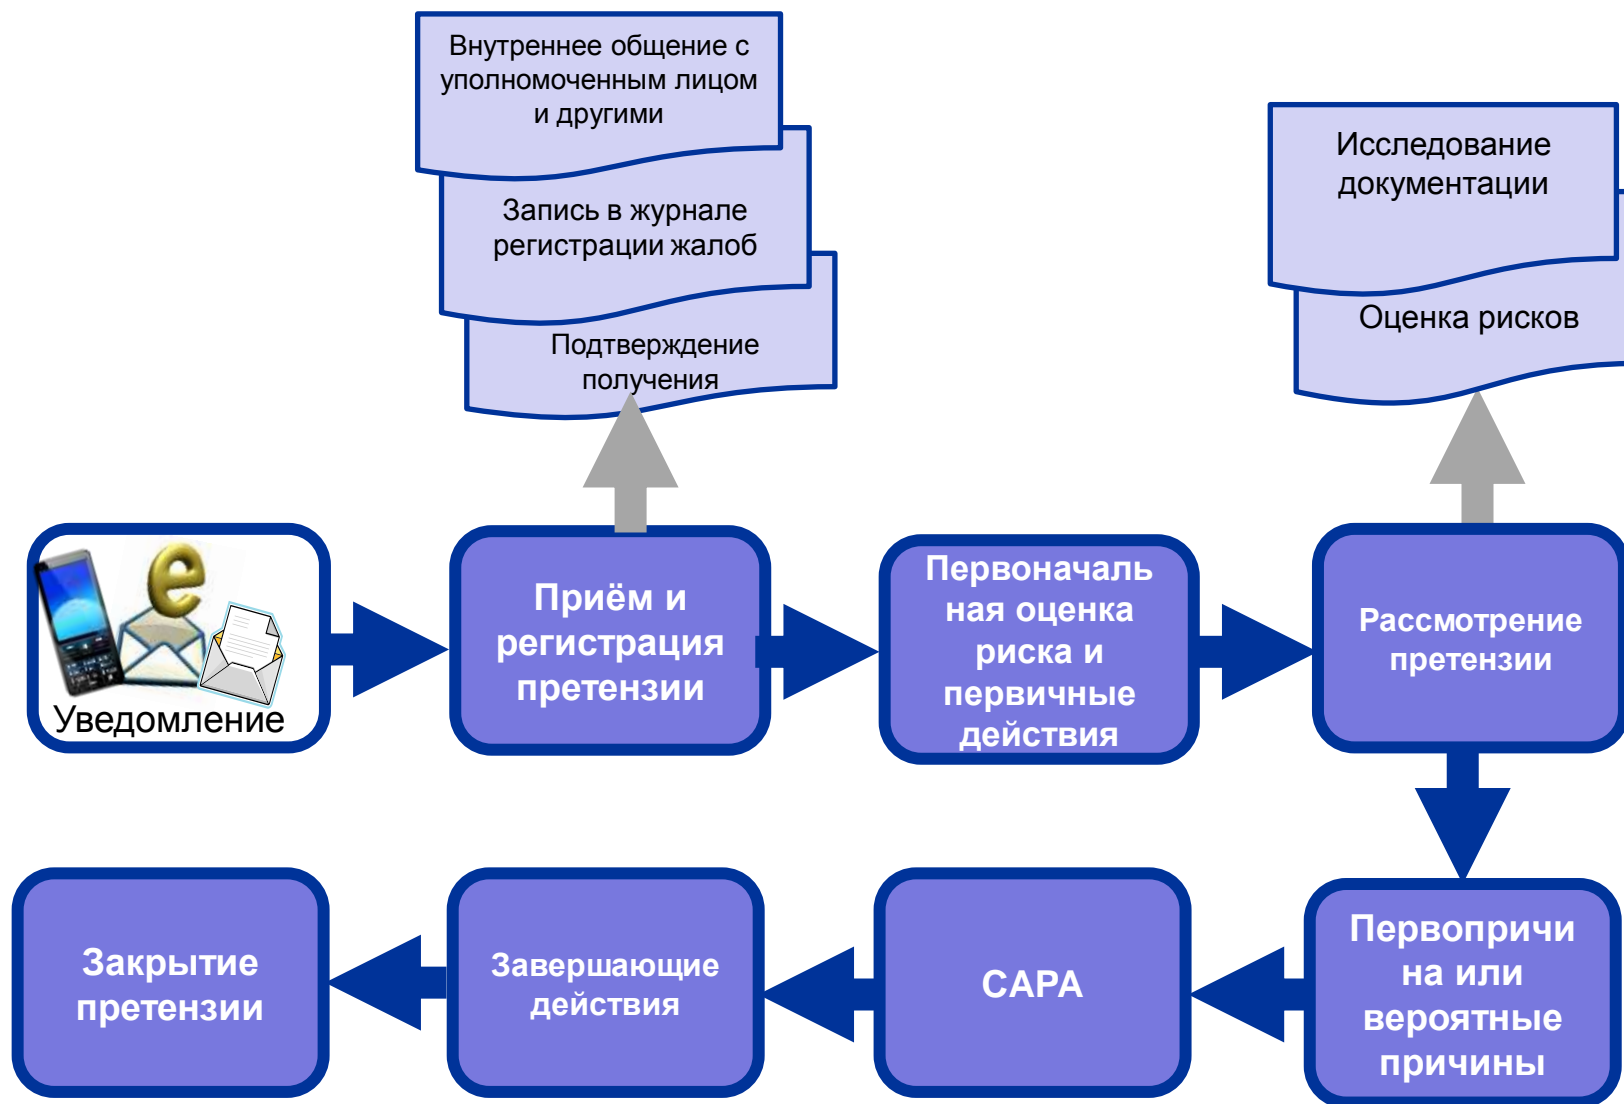 Внутреннее общение с
уполномоченным лицом
и другими
Запись в журнале
регистрации жалоб
Подтверждение
получения
Исследование
документации
Оценка рисков
Уведомление
Приём и
регистрация
претензии
Первоначаль
ная оценка
риска и
первичные
действия
Рассмотрение
претензии
Первопричи
на или
вероятные
причины
САРА
Завершающие
действия
Закрытие
претензии